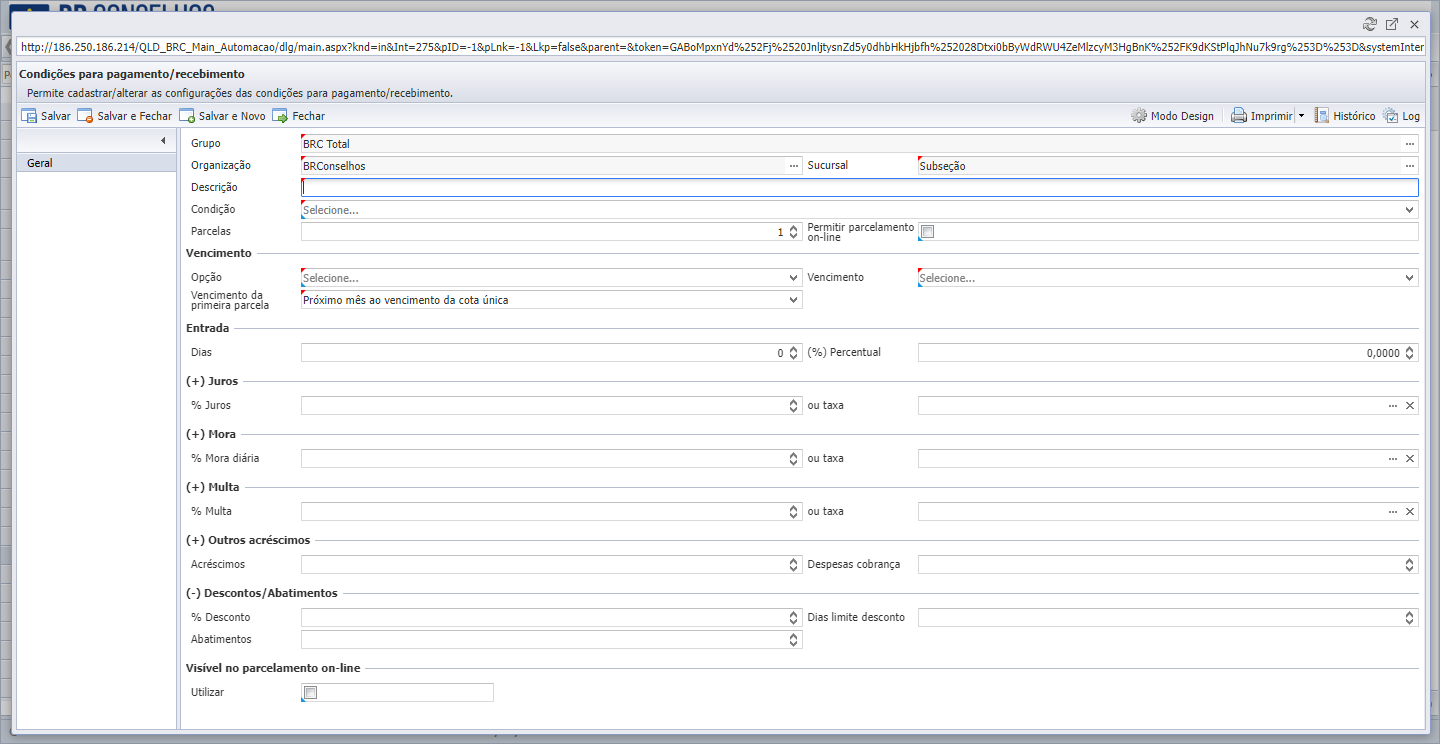 http://186.250.186.214/QLD_BRC_Main_Automacao/dlg/main.aspx?knd=in&Int=275&pID=-1&pLnk=-1&Lkp=false&parent=&token=GABoMpxnYd%252Fj%2520JnljtysnZd5y0dhbHkHjbfh%252028Dtxi0bByWdRWU4ZeMlzcyM3HgBnK%252FK9dKStPlqJhNu7k9rg%253D%253D&systemInter
Condições para pagamento/recebimento
Permite cadastrar/alterar as configurações das condições para pagamento/recebimento.
Salvar Salvar e Fechar Salvar e Novo Fechar Modo Design Imprimir Histórico Log
Geral
Grupo BRC Total
Organização BRConselhos Sucursal Subseção
Descrição
Condição Selecione...
Parcelas 1 Permitir parcelamento
on-line
Vencimento
Opção Selecione... Vencimento Selecione...
Vencimento da
primeira parcela Próximo mês ao vencimento da cota única
Entrada
Dias 0 (%) Percentual 0,0000
(+) Juros
% Juros ou taxa
(+) Mora
% Mora diária ou taxa
(+) Multa
% Multa ou taxa
(+) Outros acréscimos
Acréscimos Despesas cobrança
(-) Descontos/Abatimentos
% Desconto Dias limite desconto
Abatimentos
Visível no parcelamento on-line
Utilizar